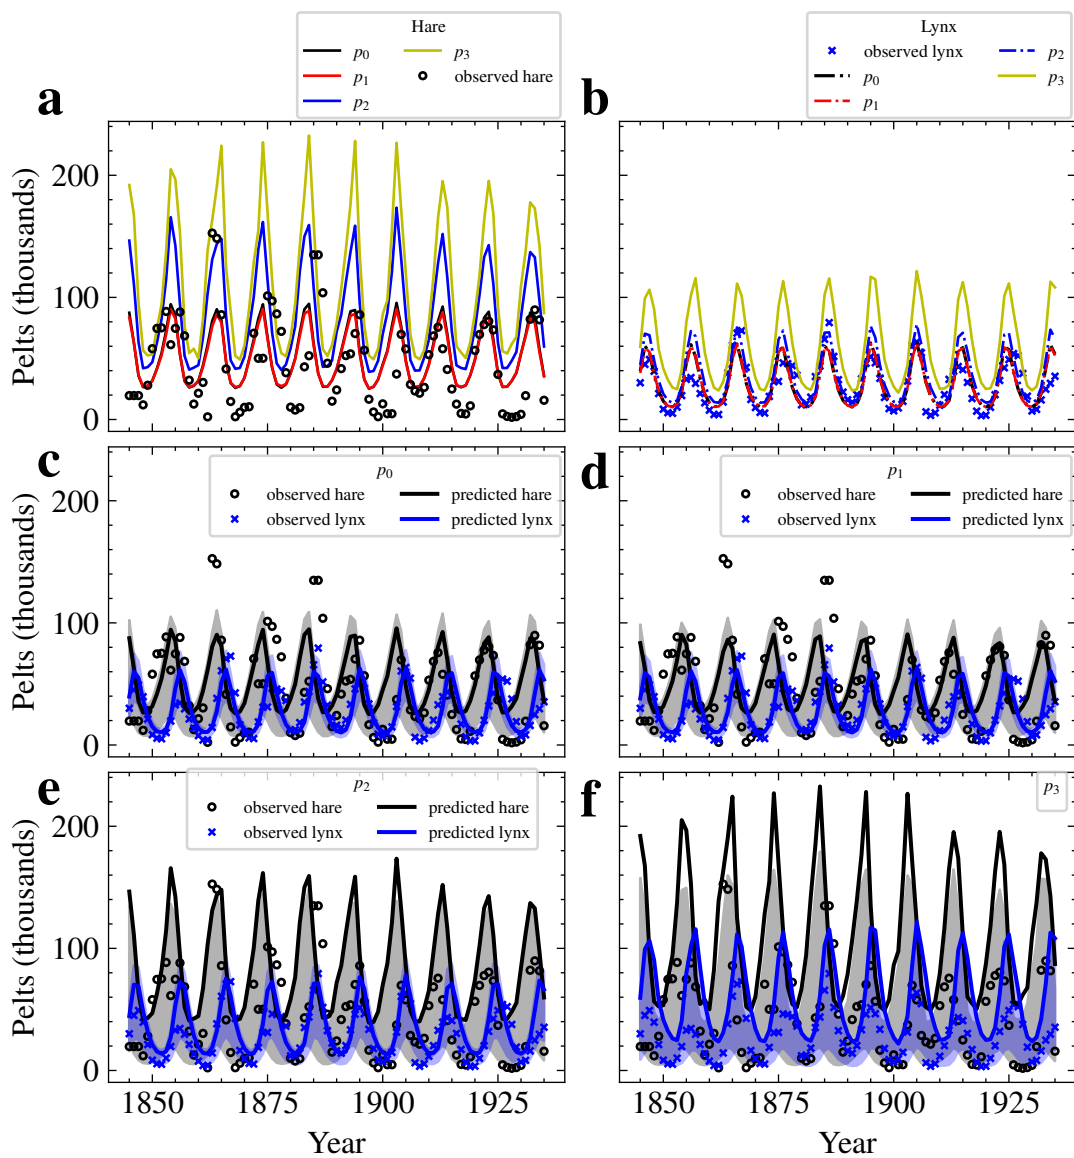 Hare
p0 p3
p1 observed hare
p2
Lynx
observed lynx p2
p0 p3
p1
a
b
Pelts (thousands)
200
100
0
c
p0
observed hare predicted hare
observed lynx predicted lynx
d
p1
observed hare predicted hare
observed lynx predicted lynx
Pelts (thousands)
200
100
0
e
p2
observed hare predicted hare
observed lynx predicted lynx
f
p3
Pelts (thousands)
200
100
0
1850 1875 1900 1925
1850 1875 1900 1925
Year
Year